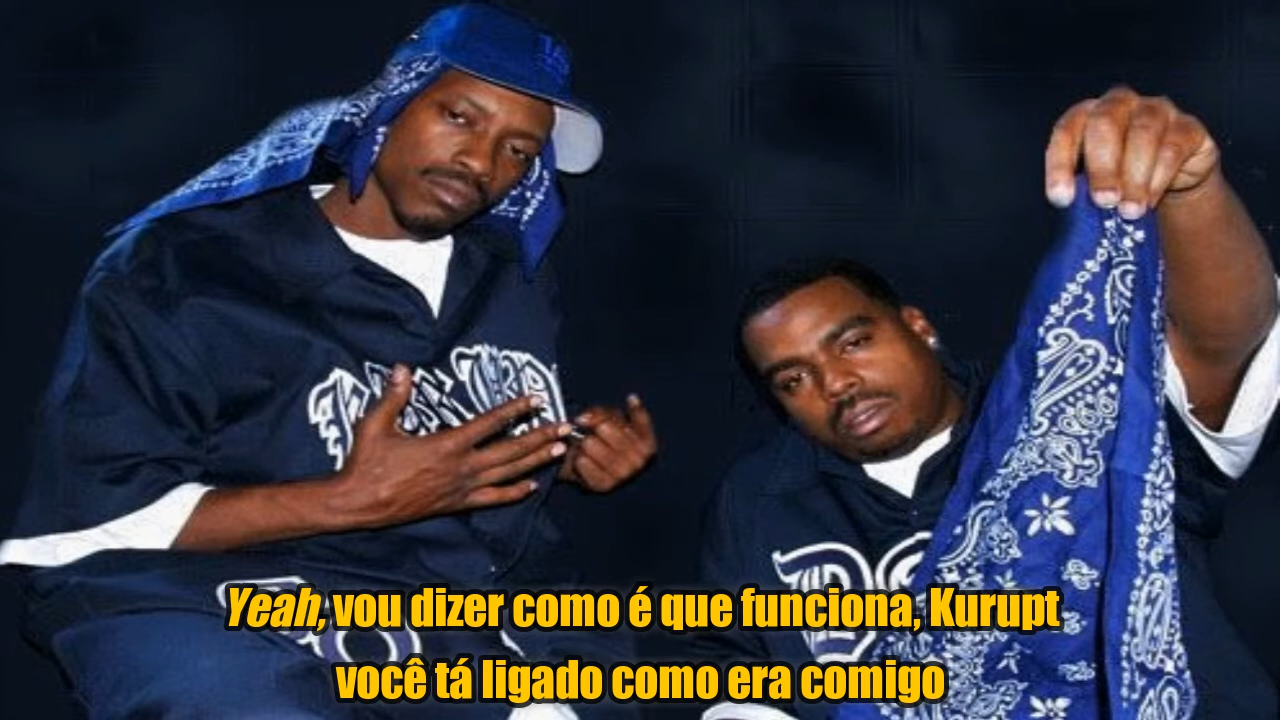 Yeah, vou dizer como é que funciona, Kurupt
você tá ligado como era comigo